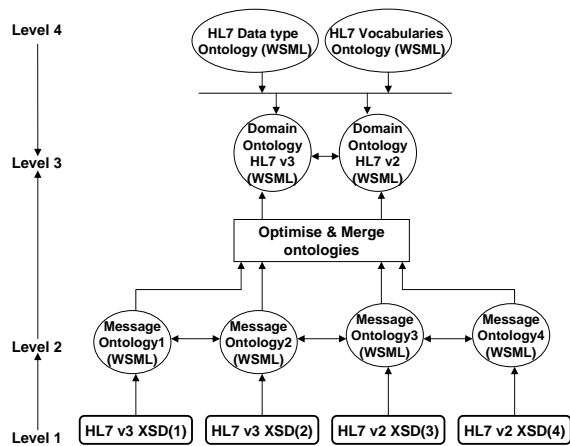 Level 4
HL7 Data type
Ontology (WSML)
HL7 Vocabularies
Ontology (WSML)
Level 3
Domain
Ontology
HL7 v3
(WSML)
Domain
Ontology
HL7 v2
(WSML)
Optimise & Merge
ontologies
Level 2
Message
Ontology1
(WSML)
Message
Ontology2
(WSML)
Message
Ontology3
(WSML)
Message
Ontology4
(WSML)
Level 1
HL7 v3 XSD(1)
HL7 v3 XSD(2)
HL7 v2 XSD(3)
HL7 v2 XSD(4)